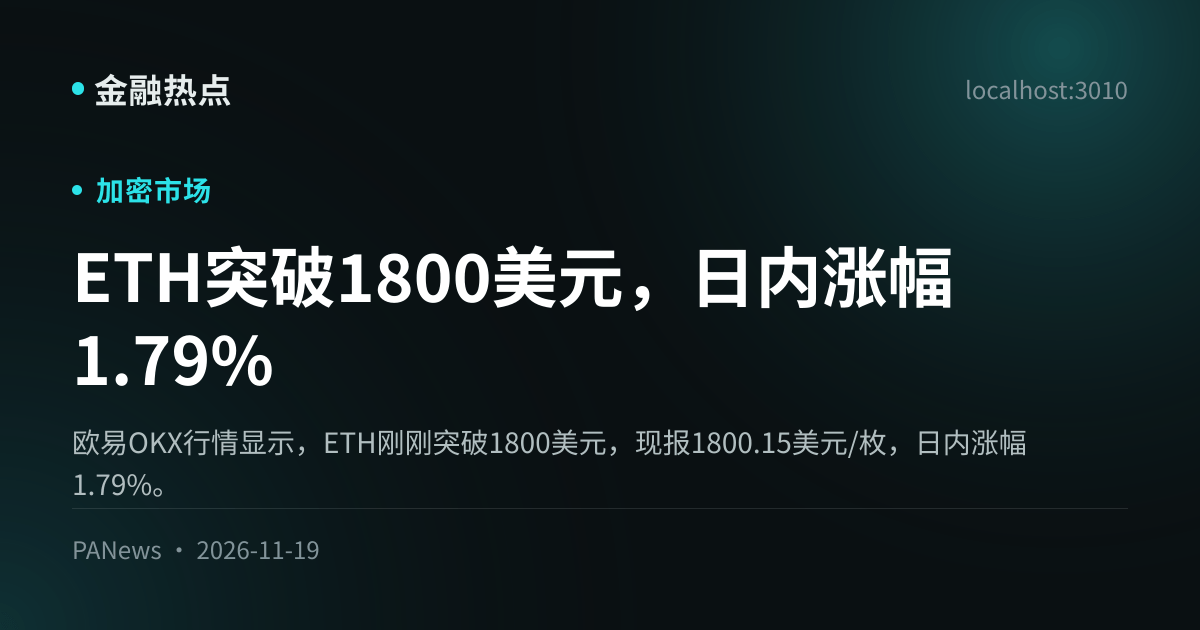 金融热点
localhost:3010
加密市场
ETH突破1800美元，日内涨幅
1.79%
欧易OKX行情显示，ETH刚刚突破1800美元，现报1800.15美元/枚，日内涨幅
1.79%。
PANews · 2026-11-19